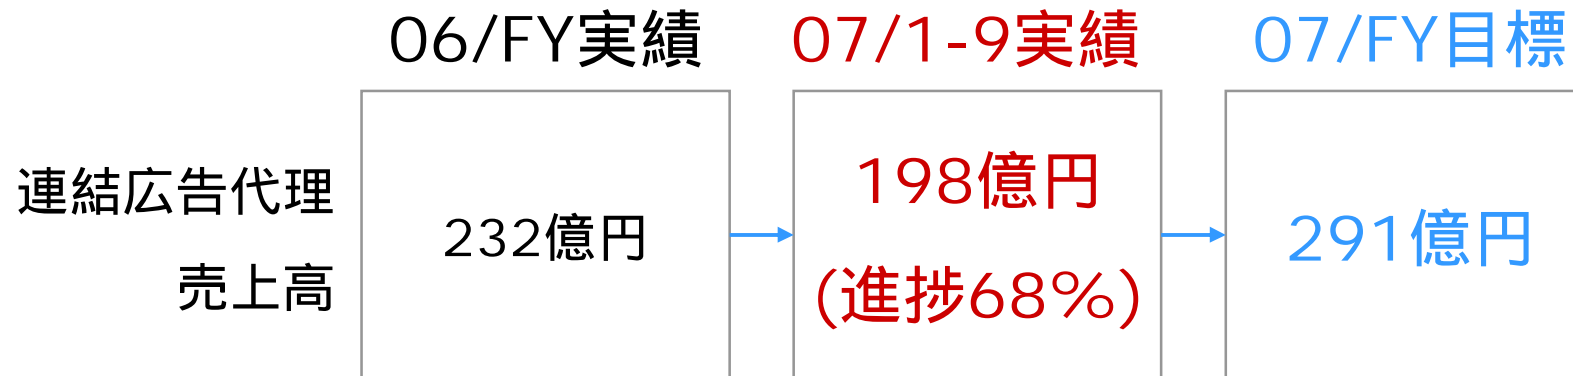 06/FY実績
07/1-9実績
07/FY目標
連結広告代理
売上高
232億円
198億円
(進捗68%)
291億円